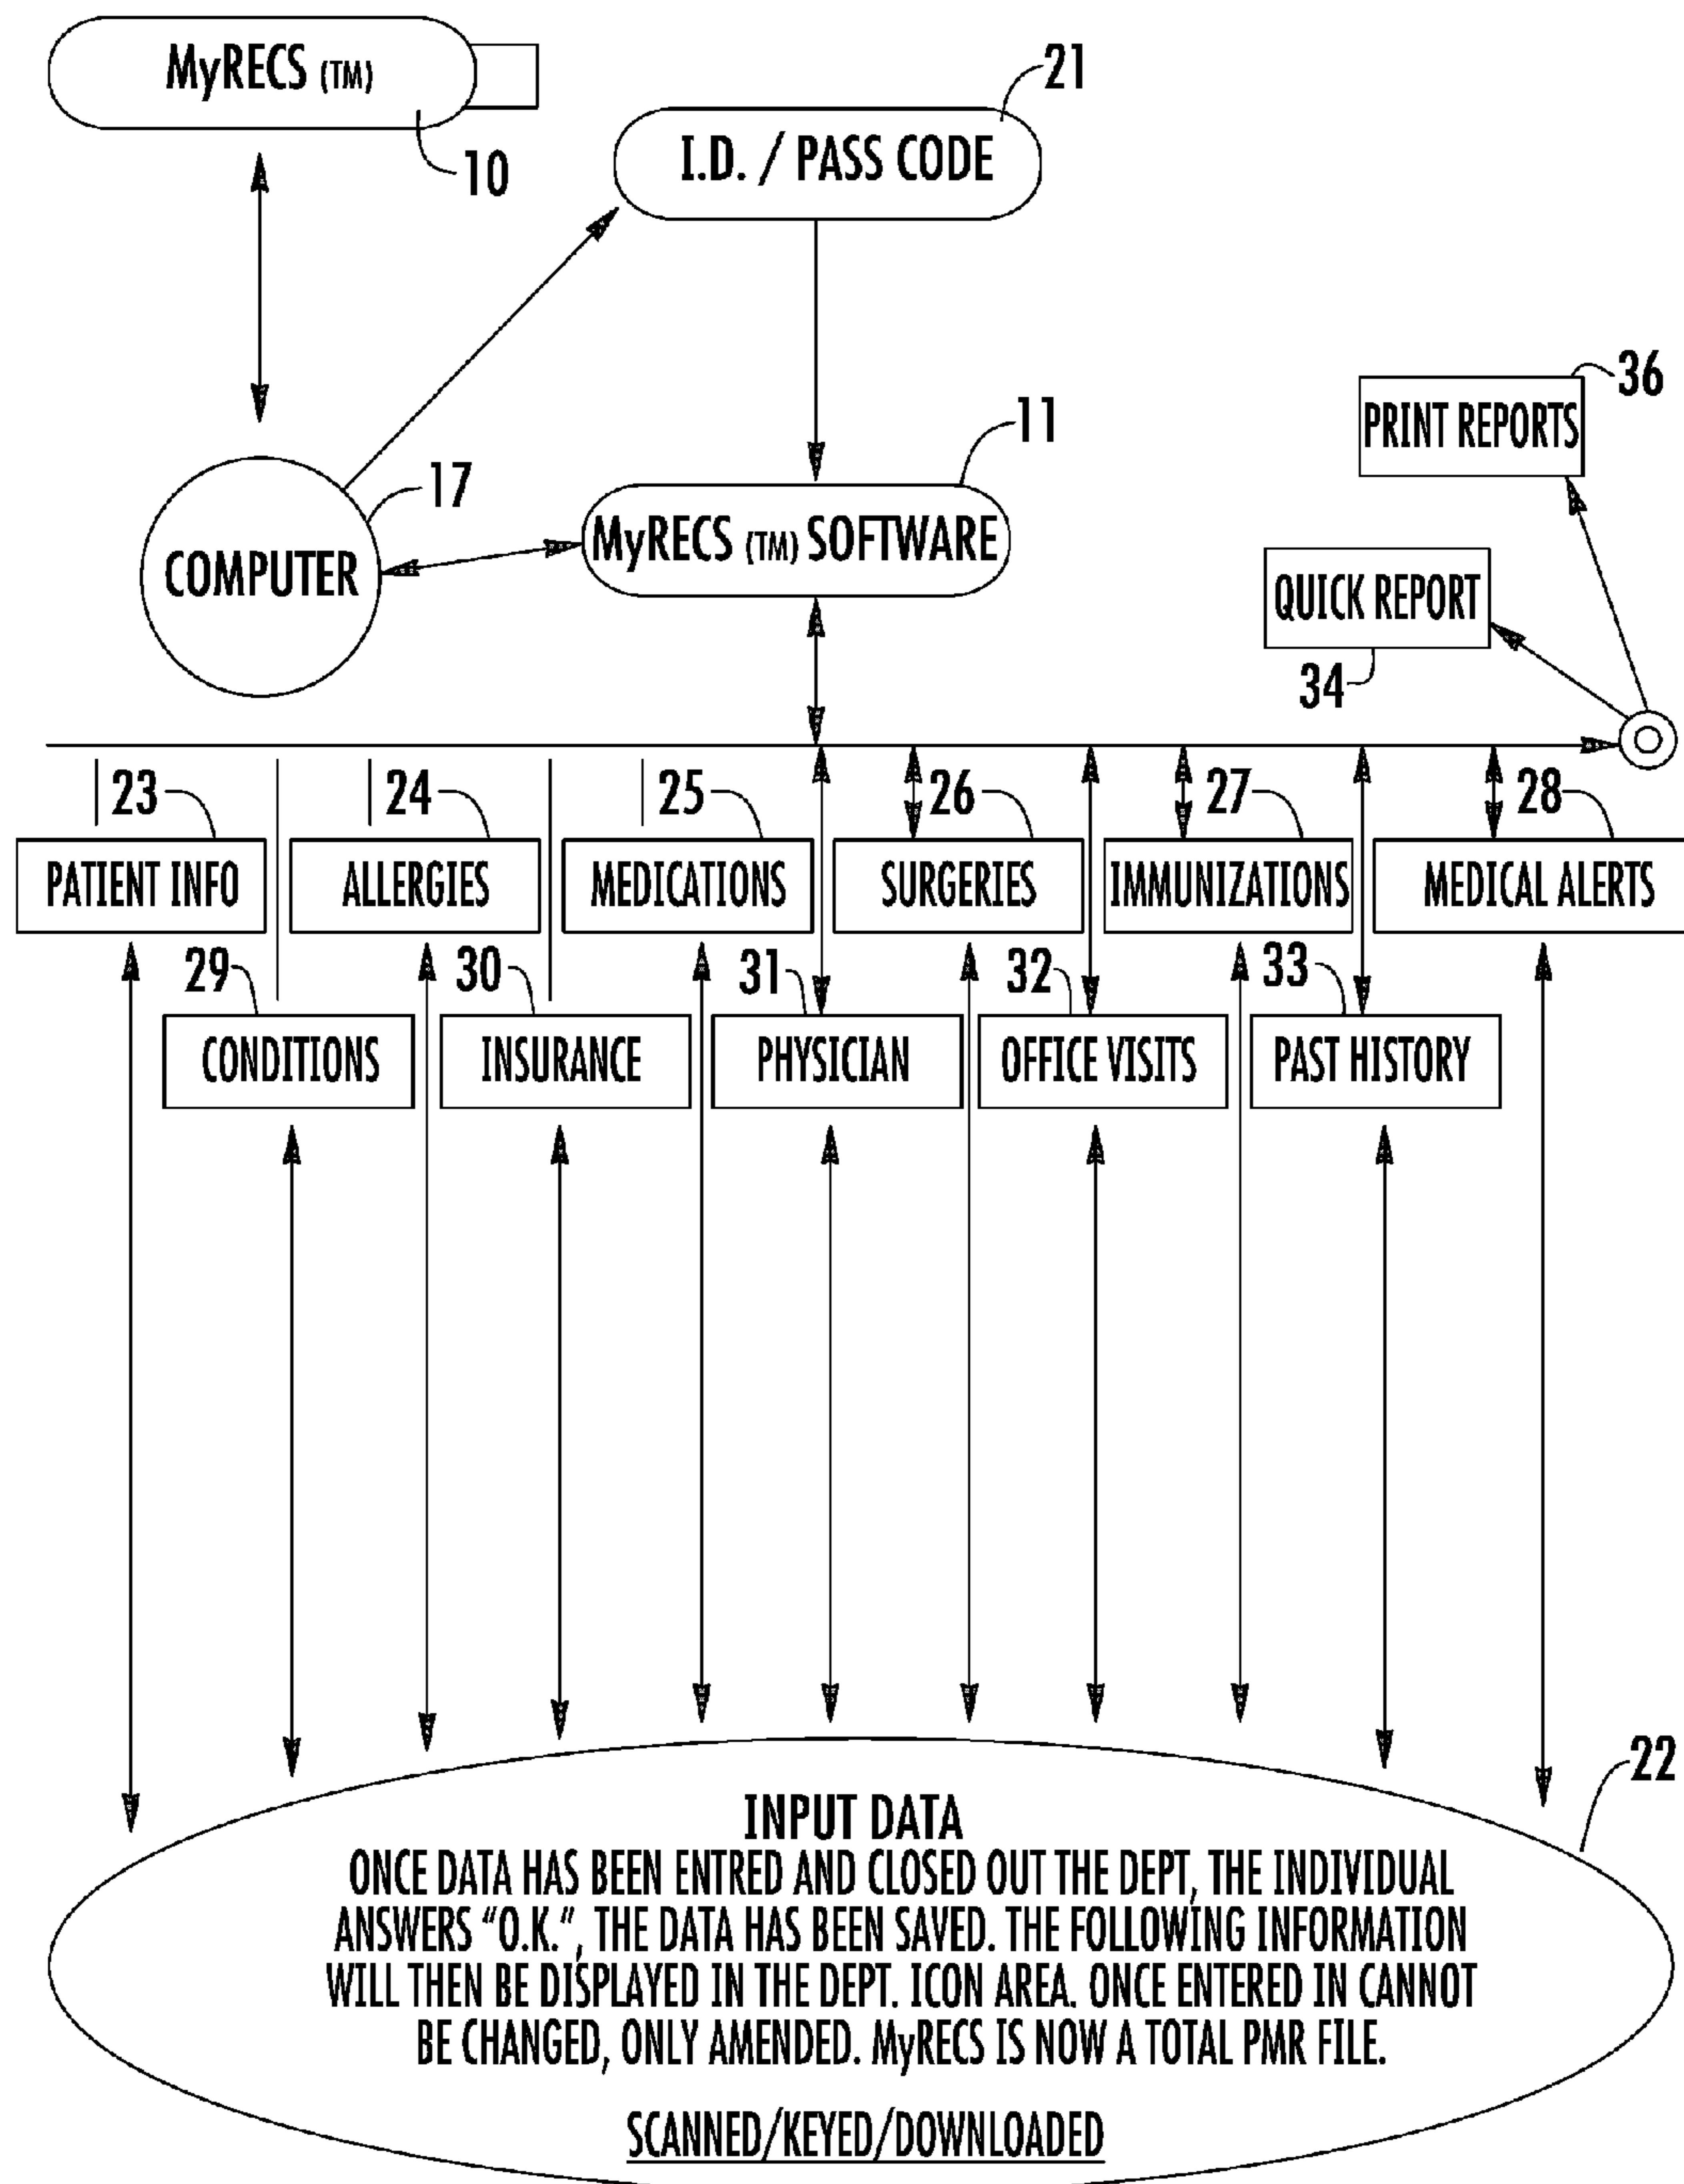 MyRECS (TM)
10
21
I.D. / PASS CODE
36
PRINT REPORTS
11
17
MyRECS (TM) SOFTWARE
COMPUTER
QUICK REPORT
34
23
24
25
26
27
28
PATIENT INFO
ALLERGIES
MEDICATIONS
SURGERIES
IMMUNIZATIONS
MEDICAL ALERTS
29
30
31
32
33
CONDITIONS
INSURANCE
PHYSICIAN
OFFICE VISITS
PAST HISTORY
22
INPUT DATA
ONCE DATA HAS BEEN ENTRED AND CLOSED OUT THE DEPT, THE INDIVIDUAL
ANSWERS “O.K.”, THE DATA HAS BEEN SAVED. THE FOLLOWING INFORMATION
WILL THEN BE DISPLAYED IN THE DEPT. ICON AREA. ONCE ENTERED IN CANNOT
BE CHANGED, ONLY AMENDED. MyRECS IS NOW A TOTAL PMR FILE.
SCANNED/KEYED/DOWNLOADED